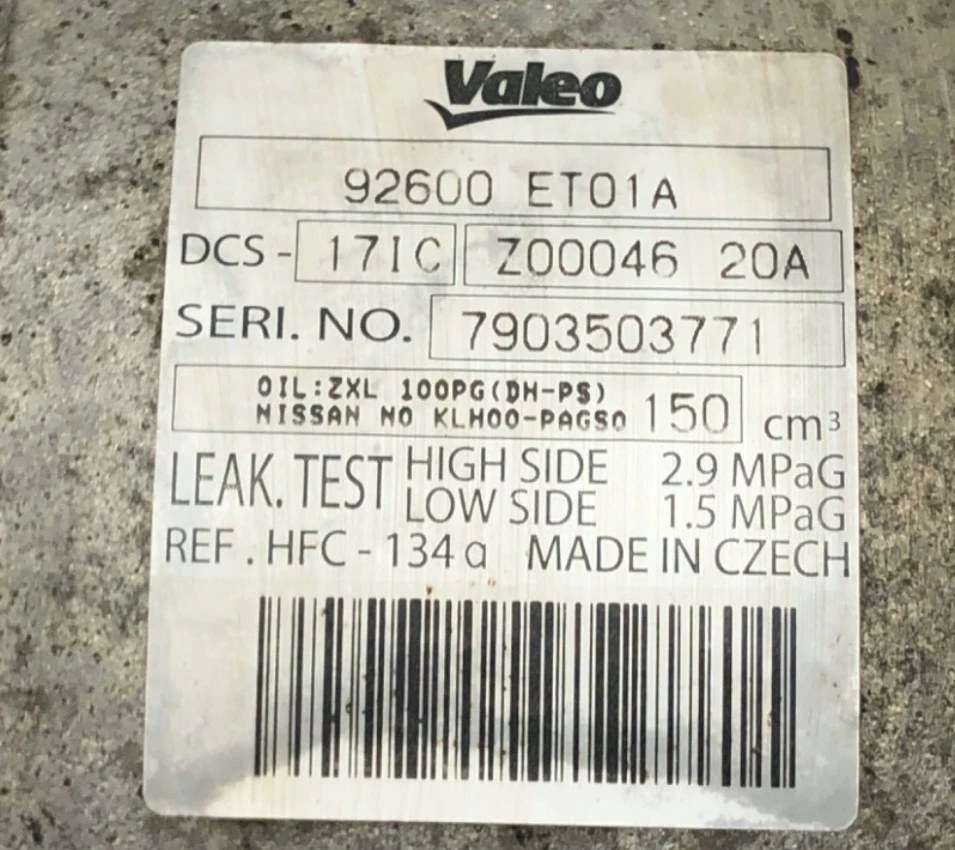 Valeo
92600 ET01A
DCS - 17IC Z00046 20A
SERI. NO. 7903503771
OIL:ZXL 100PG(DH-PS)
NISSAN NO KLH00-PAGS0 150 cm³
LEAK. TEST HIGH SIDE 2.9 MPaG
LOW SIDE 1.5 MPaG
REF. HFC - 134a MADE IN CZECH